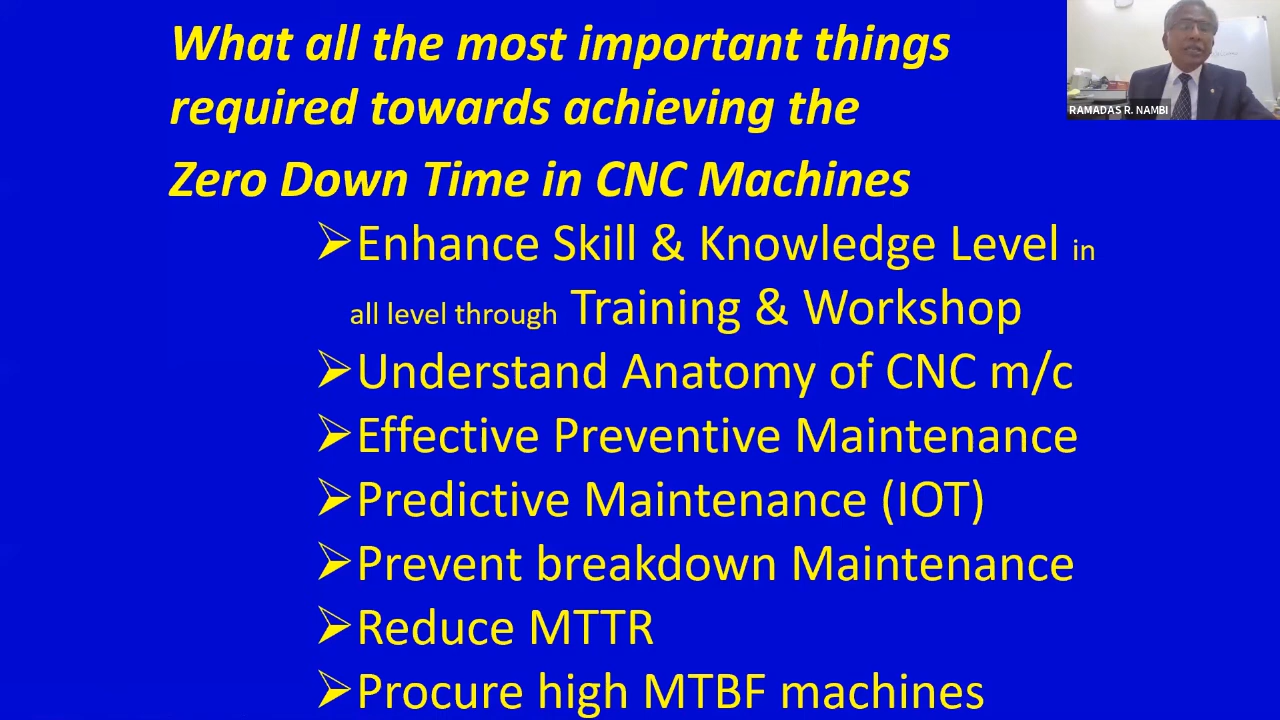 What all the most important things
required towards achieving the
Zero Down Time in CNC Machines
➢Enhance Skill & Knowledge Level in
all level through Training & Workshop
➢Understand Anatomy of CNC m/c
➢Effective Preventive Maintenance
➢Predictive Maintenance (IOT)
➢Prevent breakdown Maintenance
➢Reduce MTTR
➢Procure high MTBF machines
RAMADAS R. NAMBI